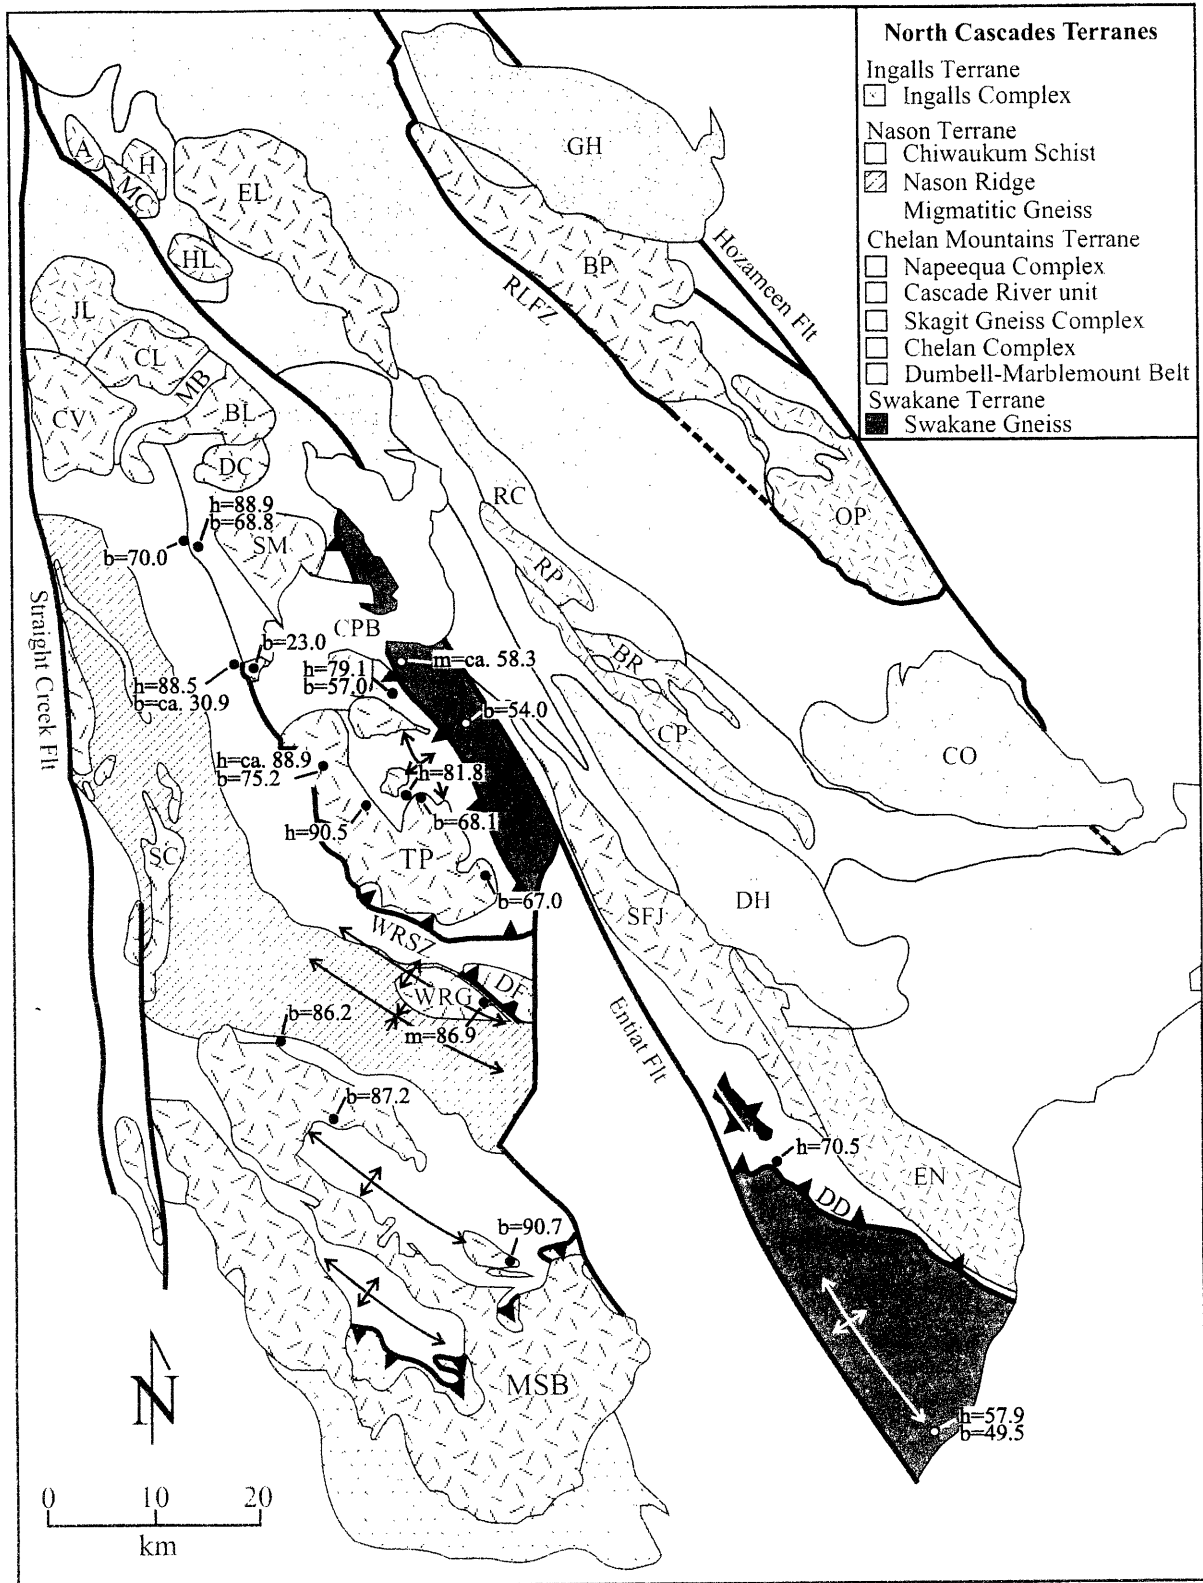 North Cascades Terranes
Ingalls Terrane
Ingalls Complex
Nason Terrane
Chiwaukum Schist
Nason Ridge
Migmatitic Gneiss
Chelan Mountains Terrane
Napeequa Complex
Cascade River unit
Skagit Gneiss Complex
Chelan Complex
Dumbell-Marblemount Belt
Swakane Terrane
Swakane Gneiss
GH
A
H
MC
EL
HL
BP
RLFZ
Hozameen Flt
JL
CL
MB
CV
BL
DC
RC
OP
h=88.9
b=68.8
b=70.0
SM
RP
Straight Creek Flt
CPB
b=23.0
h=79.1
b=57.0
m=ca. 58.3
BR
h=88.5
b=ca. 30.9
b=54.0
CP
CO
h=ca. 88.9
b=75.2
h=81.8
h=90.5
b=68.1
SC
TP
b=67.0
SFJ
DH
WRSZ
DF
WRG
m=86.9
b=86.2
Entiat Flt
b=87.2
h=70.5
EN
DD
b=90.7
MSB
N
h=57.9
b=49.5
0 10 20
km